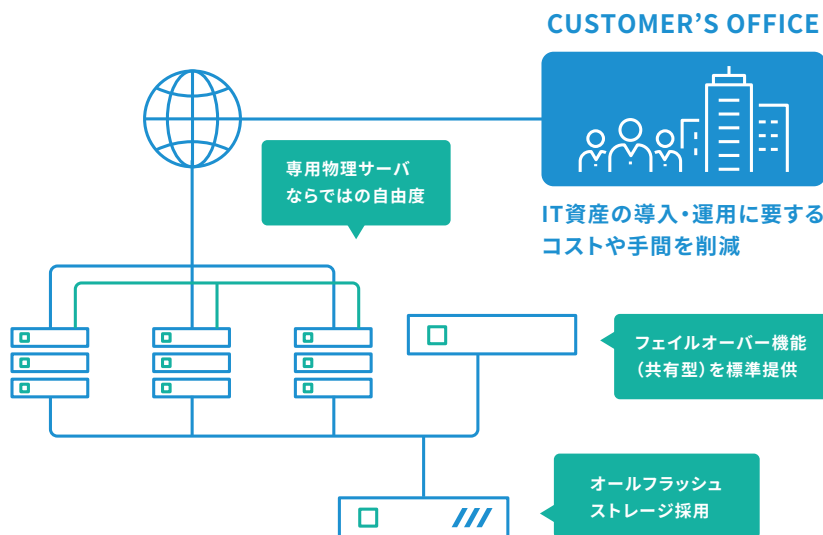 CUSTOMER’S OFFICE
専用物理サーバ
ならではの自由度
IT資産の導入・運用に要する
コストや手間を削減
フェイルオーバー機能
（共有型）を標準提供
オールフラッシュ
ストレージ採用